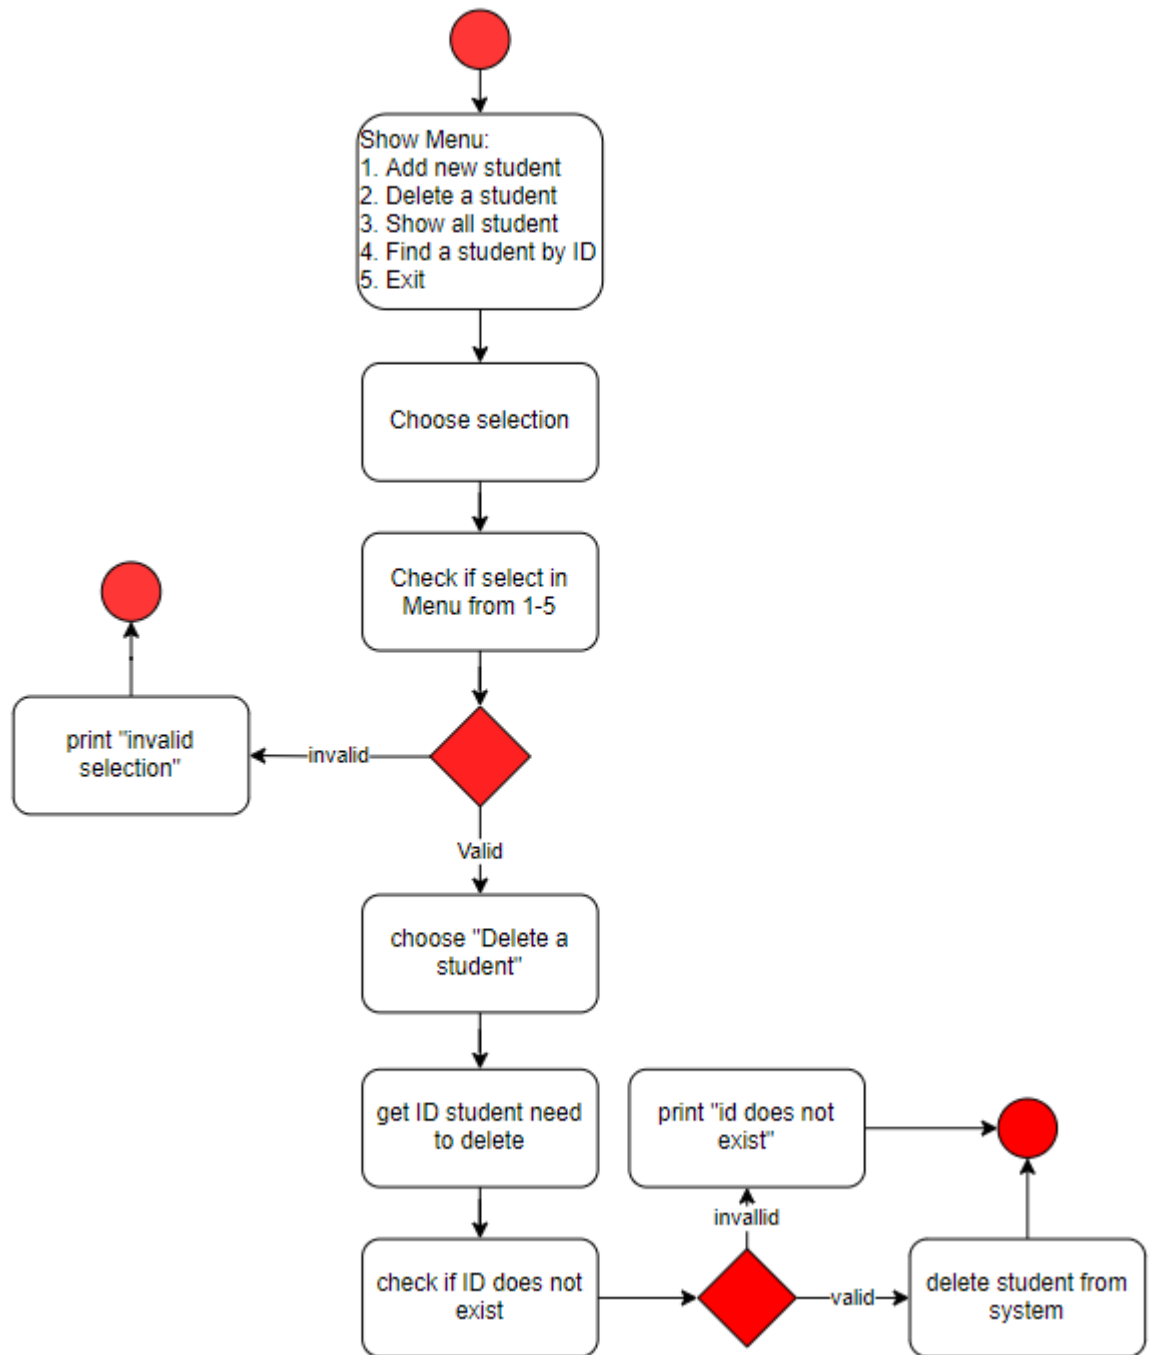 Show Menu:
1. Add new student
2. Delete a student
3. Show all student
4. Find a student by ID
5. Exit
Choose selection
Check if select in
Menu from 1-5
invalid
print "invalid
selection"
Valid
choose "Delete a
student"
get ID student need
to delete
print "id does not
exist"
invallid
check if ID does not
exist
valid
delete student from
system